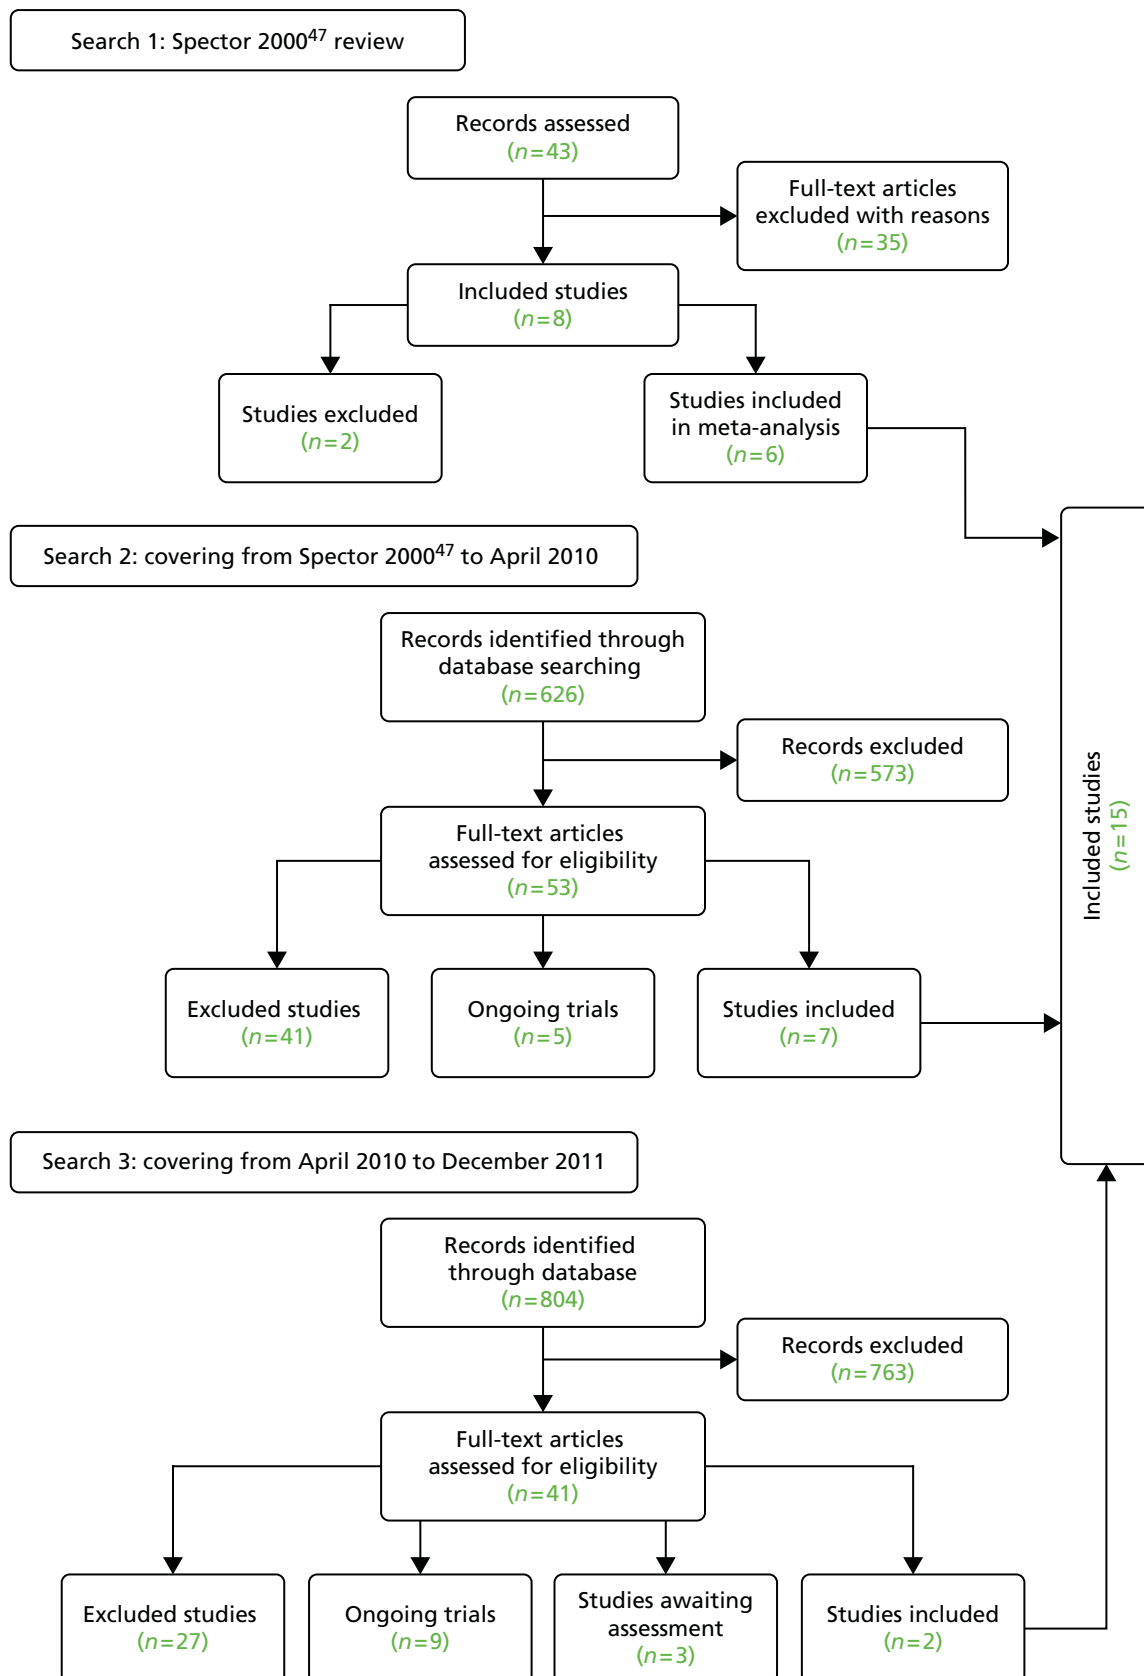 Search 1: Spector 2000⁴⁷ review
Records assessed
(n=43)
Full-text articles
excluded with reasons
(n=35)
Included studies
(n=8)
Studies excluded
(n=2)
Studies included
in meta-analysis
(n=6)
Search 2: covering from Spector 2000⁴⁷ to April 2010
Records identified through
database searching
(n=626)
Records excluded
(n=573)
Full-text articles
assessed for eligibility
(n=53)
Excluded studies
(n=41)
Ongoing trials
(n=5)
Studies included
(n=7)
Included studies
(n=15)
Search 3: covering from April 2010 to December 2011
Records identified
through database
(n=804)
Records excluded
(n=763)
Full-text articles
assessed for eligibility
(n=41)
Excluded studies
(n=27)
Ongoing trials
(n=9)
Studies awaiting
assessment
(n=3)
Studies included
(n=2)